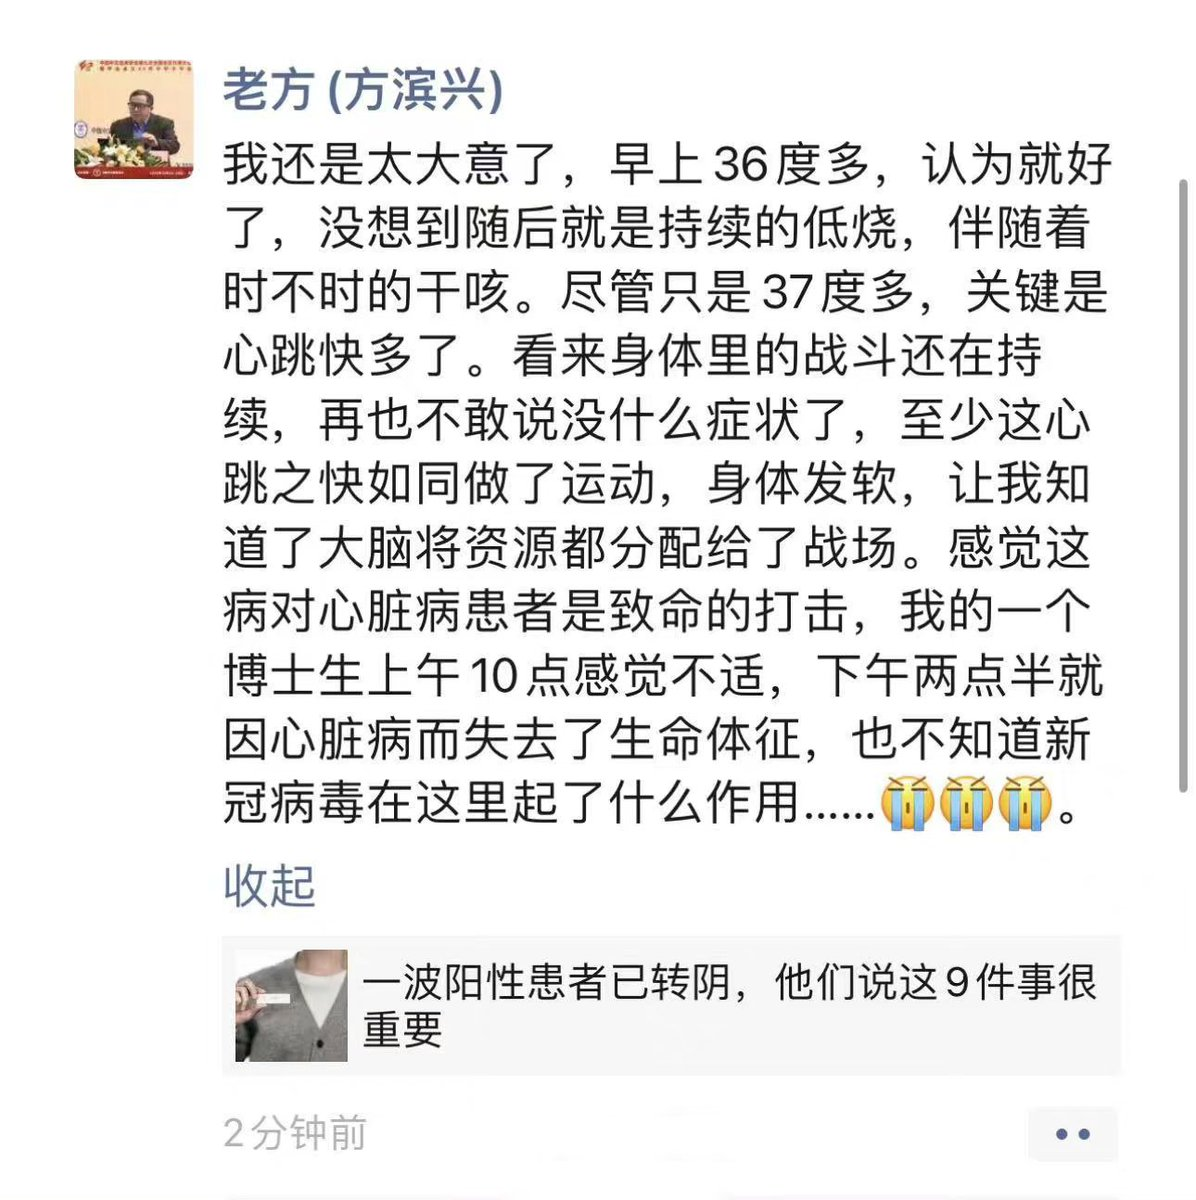 老方(方滨兴)
我还是太大意了，早上36度多，认为就好
了，没想到随后就是持续的低烧，伴随着
时不时的干咳。尽管只是37度多，关键是
心跳快多了。看来身体里的战斗还在持
续，再也不敢说没什么症状了，至少这心
跳之快如同做了运动，身体发软，让我知
道了大脑将资源都分配给了战场。感觉这
病对心脏病患者是致命的打击，我的一个
博士生上午10点感觉不适，下午两点半就
因心脏病而失去了生命体征，也不知道新
冠病毒在这里起了什么作用......😭😭😭。
收起
一波阳性患者已转阴，他们说这9件事很
重要
2分钟前